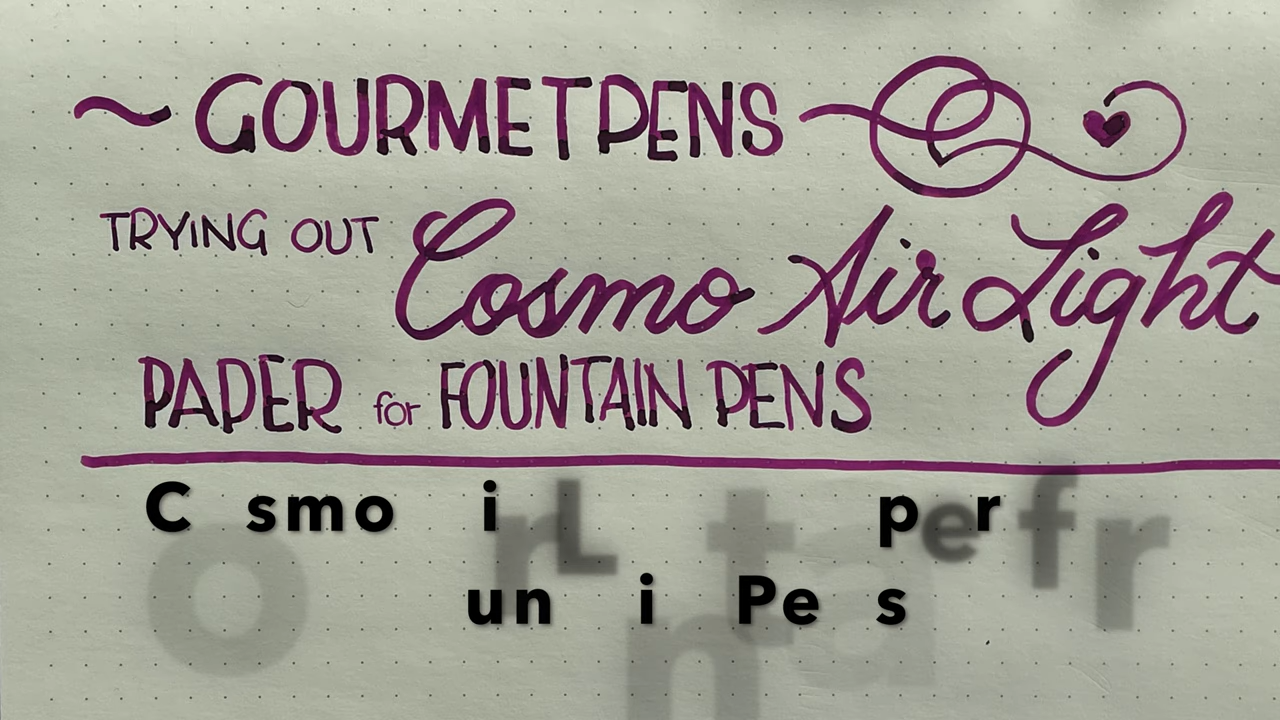 ~ GOURMETPENS
TRYING OUT Cosmo Air Light
PAPER for FOUNTAIN PENS